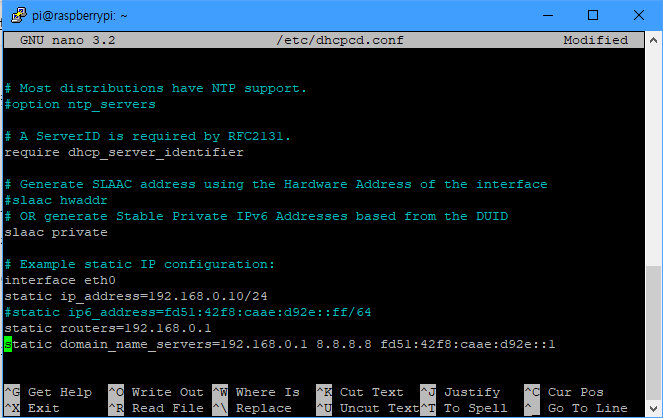 pi@raspberrypi: ~
GNU nano 3.2 /etc/dhcpcd.conf Modified
# Most distributions have NTP support.
#option ntp_servers
# A ServerID is required by RFC2131.
require dhcp_server_identifier
# Generate SLAAC address using the Hardware Address of the interface
#slaac hwaddr
# OR generate Stable Private IPv6 Addresses based from the DUID
slaac private
# Example static IP configuration:
interface eth0
static ip_address=192.168.0.10/24
#static ip6_address=fd51:42f8:caae:d92e::ff/64
static routers=192.168.0.1
static domain_name_servers=192.168.0.1 8.8.8.8 fd51:42f8:caae:d92e::1
^G Get Help ^O Write Out ^W Where Is ^K Cut Text ^J Justify ^C Cur Pos
^X Exit ^R Read File ^\ Replace ^U Uncut Text ^T To Spell ^_ Go To Line